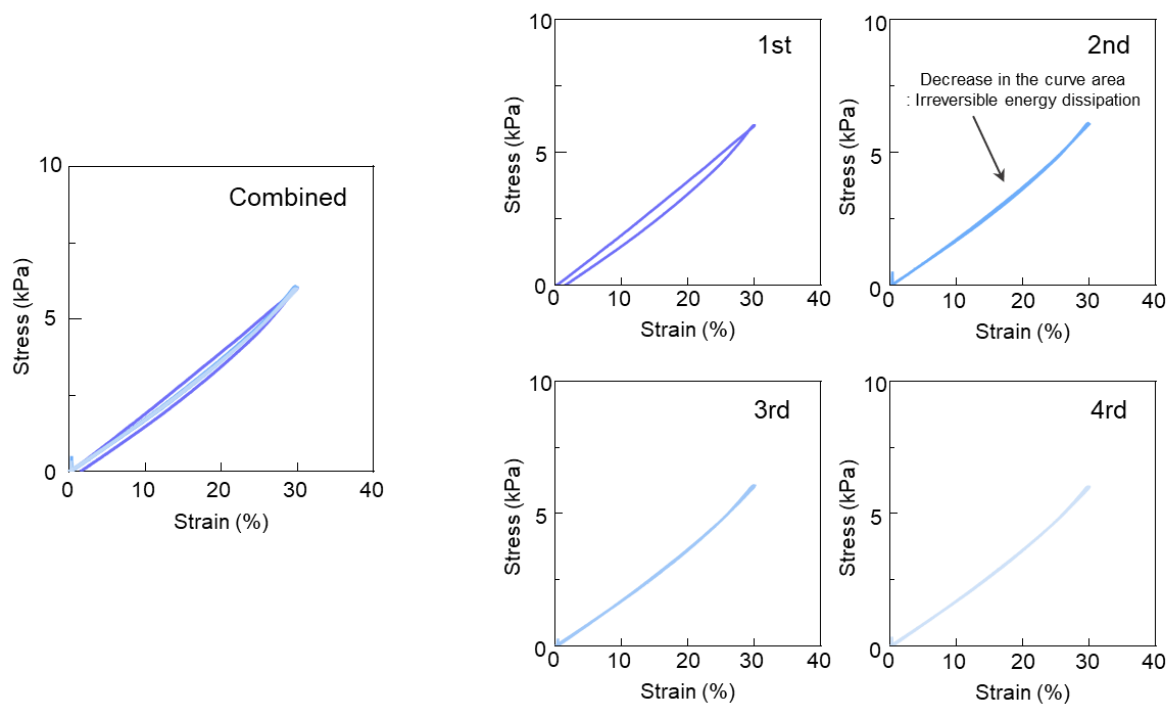 Combined
10
5
0
0 10 20 30 40
Stress (kPa)
Strain (%)
1st
10
5
0
0 10 20 30 40
Stress (kPa)
Strain (%)
2nd
Decrease in the curve area
: Irreversible energy dissipation
10
5
0
0 10 20 30 40
Stress (kPa)
Strain (%)
3rd
10
5
0
0 10 20 30 40
Stress (kPa)
Strain (%)
4rd
10
5
0
0 10 20 30 40
Stress (kPa)
Strain (%)